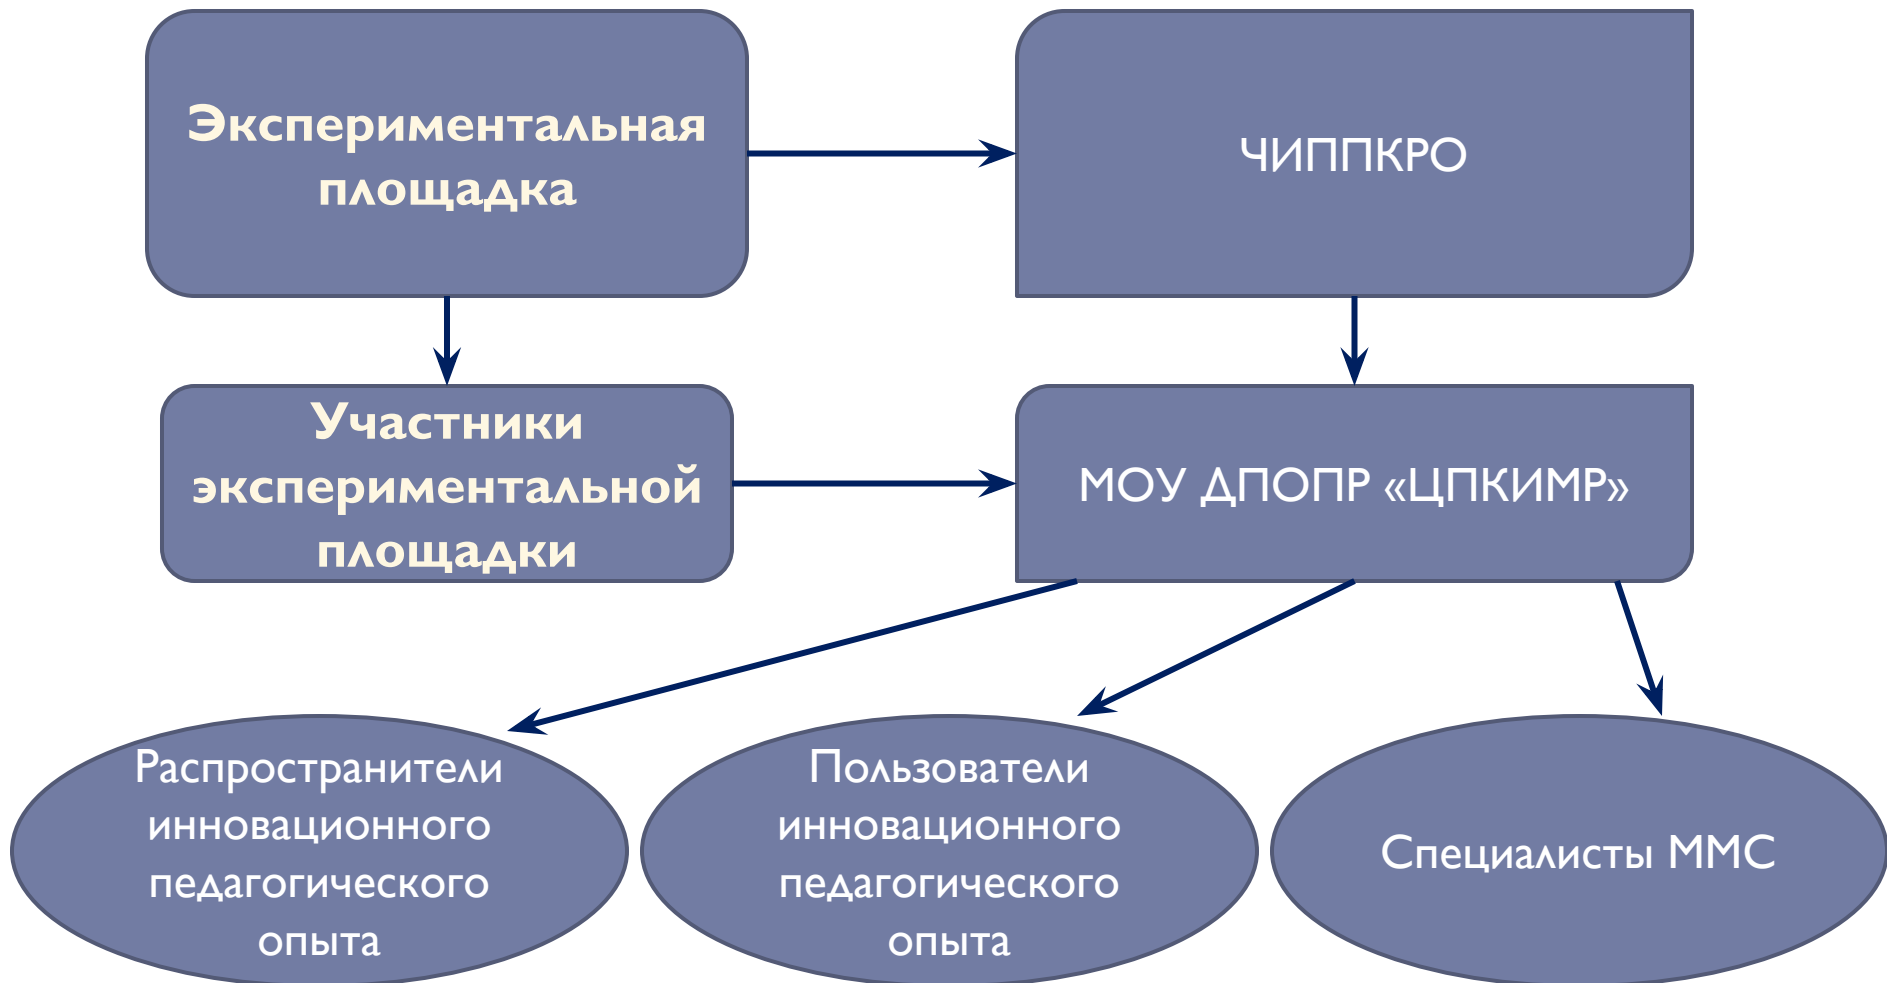 Экспериментальная
площадка
ЧИППКРО
Участники
экспериментальной
площадки
МОУ ДПОПР «ЦПКИМР»
Распространители
инновационного
педагогического
опыта
Пользователи
инновационного
педагогического
опыта
Специалисты ММС